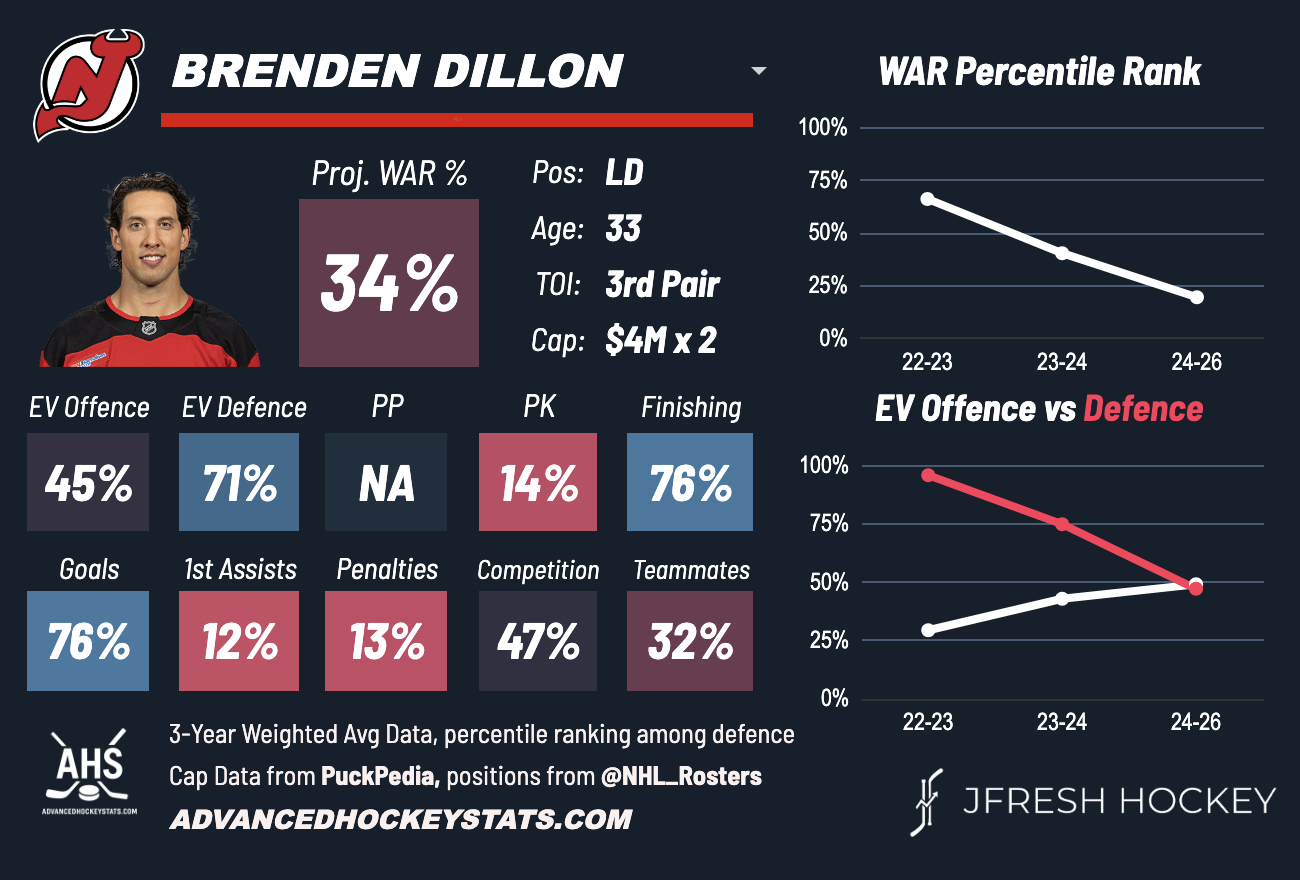 BRENDEN DILLON
Proj. WAR %
34%
Pos: LD
Age: 33
TOI: 3rd Pair
Cap: $4M x 2
EV Offence EV Defence PP PK Finishing
45% 71% NA 14% 76%
Goals 1st Assists Penalties Competition Teammates
76% 12% 13% 47% 32%
WAR Percentile Rank
100%
75%
50%
25%
0%
22-23 23-24 24-26
EV Offence vs Defence
100%
75%
50%
25%
0%
22-23 23-24 24-26
AHS
ADVANCEDHOCKEYSTATS.COM
3-Year Weighted Avg Data, percentile ranking among defence
Cap Data from PuckPedia, positions from @NHL_Rosters
ADVANCEDHOCKEYSTATS.COM
JFRESH HOCKEY